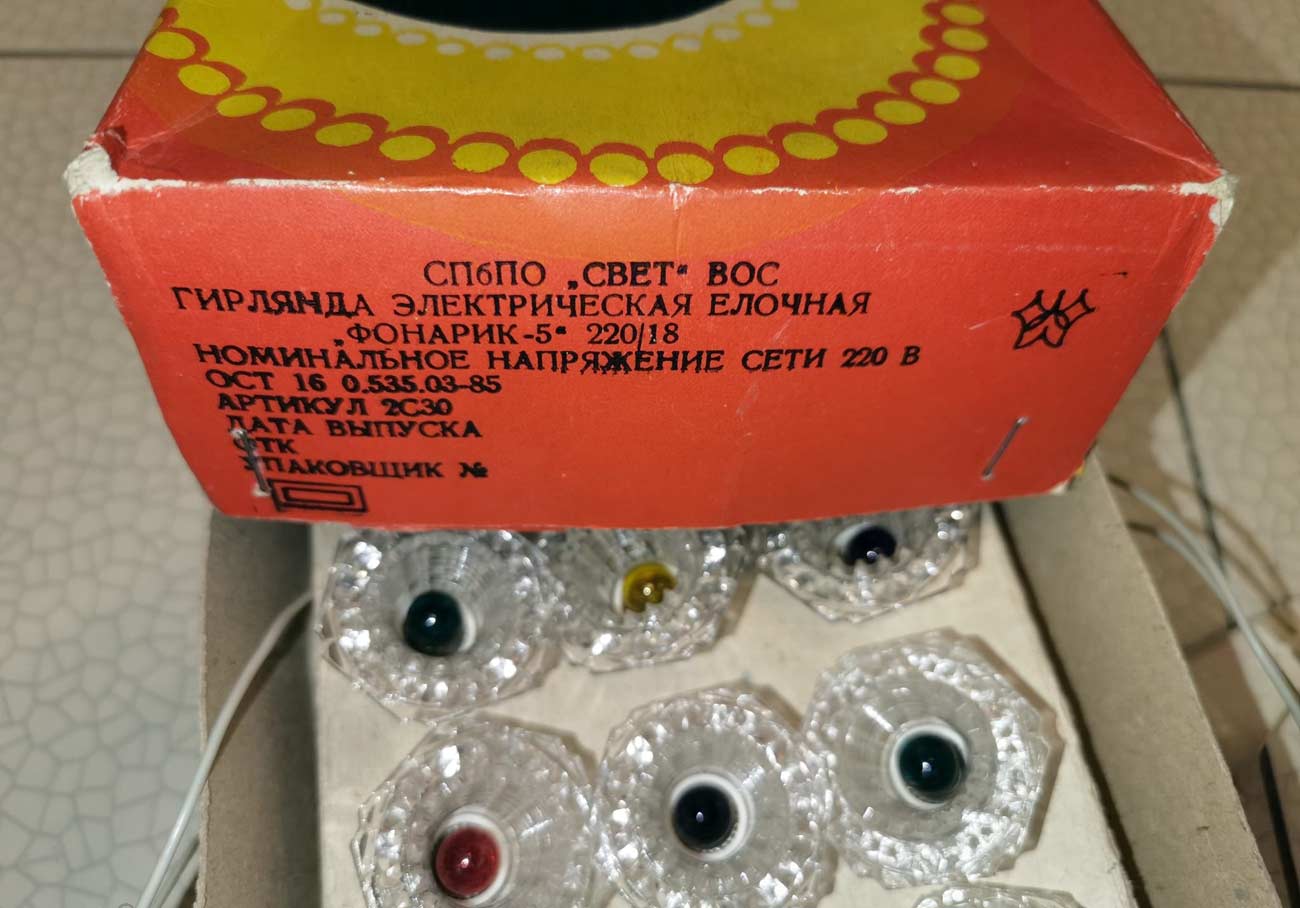 СПбПО „СВЕТ“ ВОС
ГИРЛЯНДА ЭЛЕКТРИЧЕСКАЯ ЕЛОЧНАЯ
„ФОНАРИК-5“ 220/18
НОМИНАЛЬНОЕ НАПРЯЖЕНИЕ СЕТИ 220 В
ОСТ 16 0.535.03-85
АРТИКУЛ 2С30
ДАТА ВЫПУСКА
ОТК
УПАКОВЩИК №